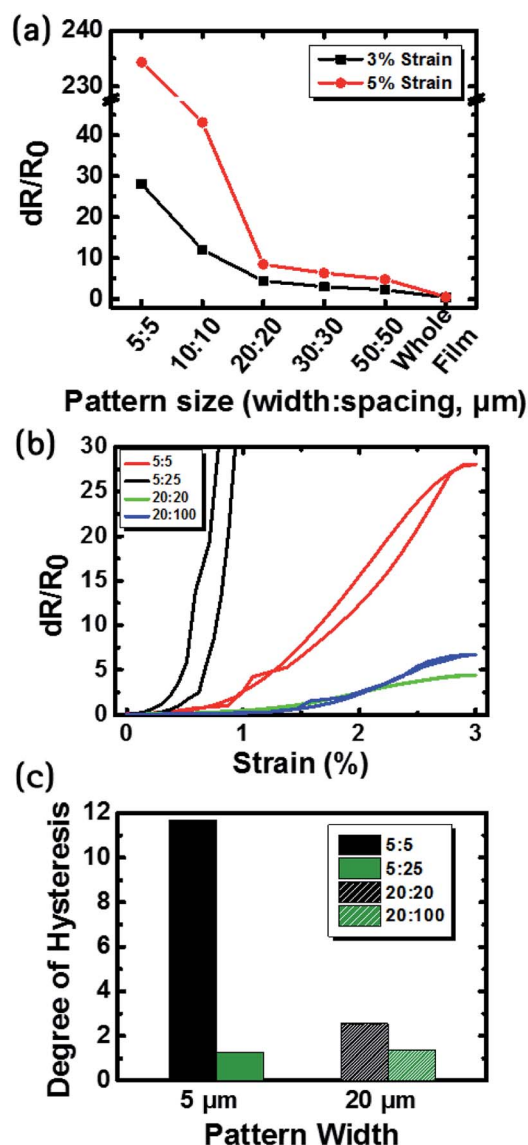 (a)
240
230
40
30
20
10
0
dR/R0
3% Strain
5% Strain
5:5
10:10
20:20
30:30
50:50
Whole
Film
Pattern size (width:spacing, μm)
(b)
30
25
20
15
10
5
0
dR/R0
5:5
5:25
20:20
20:100
0 1 2 3
Strain (%)
(c)
12
10
8
6
4
2
0
Degree of Hysteresis
5:5
5:25
20:20
20:100
5 μm 20 μm
Pattern Width